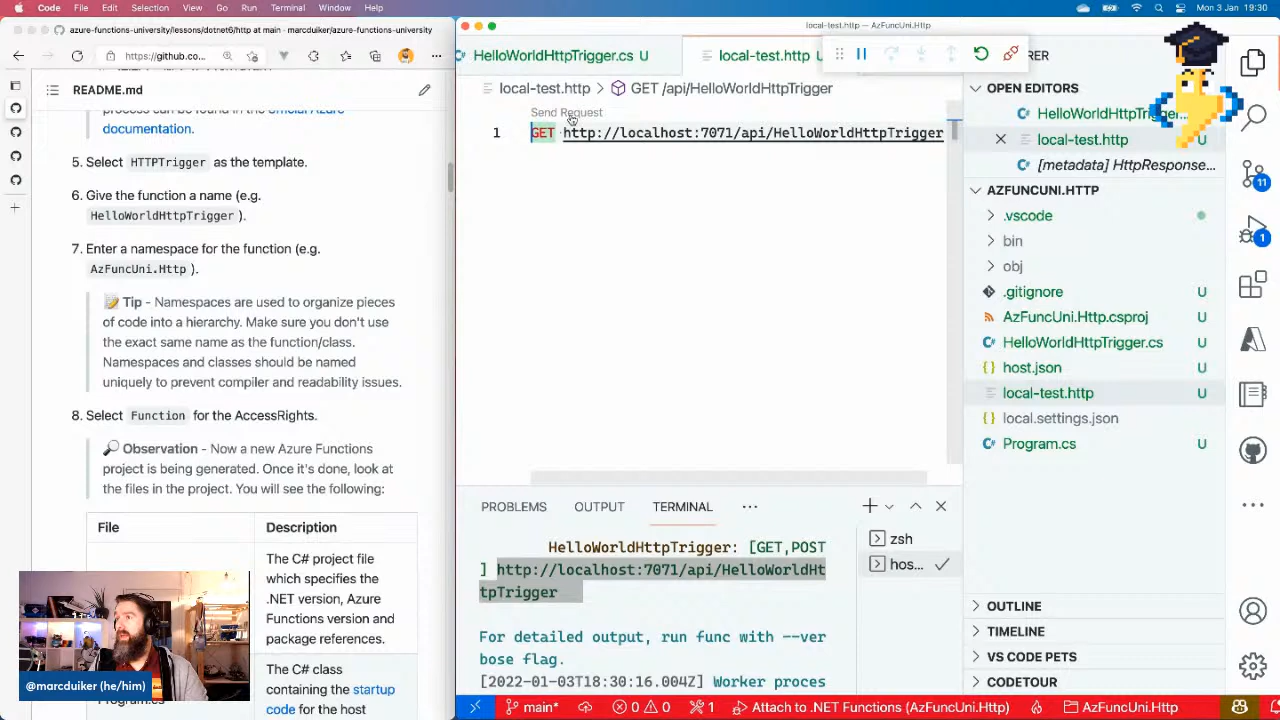 Code File Edit Selection View Go Run Terminal Window Help Mon 3 Jan 19:30
azure-functions-university/lessons/dotnet6/http at main · marcduiker/azure-functions-university
https://github.co...
README.md
documentation.
5. Select HTTPTrigger as the template.
6. Give the function a name (e.g.
HelloWorldHttpTrigger ).
7. Enter a namespace for the function (e.g.
AzFuncUni.Http ).
📝 Tip - Namespaces are used to organize pieces
of code into a hierarchy. Make sure you don't use
the exact same name as the function/class.
Namespaces and classes should be named
uniquely to prevent compiler and readability issues.
8. Select Function for the AccessRights.
🔎 Observation - Now a new Azure Functions
project is being generated. Once it's done, look at
the files in the project. You will see the following:
File Description
The C# project file
which specifies the
.NET version, Azure
Functions version and
package references.
The C# class
containing the startup
code for the host
@marcduiker (he/him)
local-test.http — AzFuncUni.Http
HelloWorldHttpTrigger.cs U
local-test.http U
local-test.http > GET /api/HelloWorldHttpTrigger
Send Request
1 GET http://localhost:7071/api/HelloWorldHttpTrigger
PROBLEMS OUTPUT TERMINAL ...
HelloWorldHttpTrigger: [GET,POST
] http://localhost:7071/api/HelloWorldHt
tpTrigger
For detailed output, run func with --ver
bose flag.
[2022-01-03T18:30:16.004Z] Worker proces
zsh
hos...
OPEN EDITORS
HelloWorldHttpTrigger...
local-test.http U
[metadata] HttpResponse...
AZFUNCUNI.HTTP
.vscode
bin
obj
.gitignore U
AzFuncUni.Http.csproj U
HelloWorldHttpTrigger.cs U
host.json U
local-test.http U
local.settings.json
Program.cs U
OUTLINE
TIMELINE
VS CODE PETS
CODETOUR
11
1
main* 0 0 1 Attach to .NET Functions (AzFuncUni.Http) AzFuncUni.Http